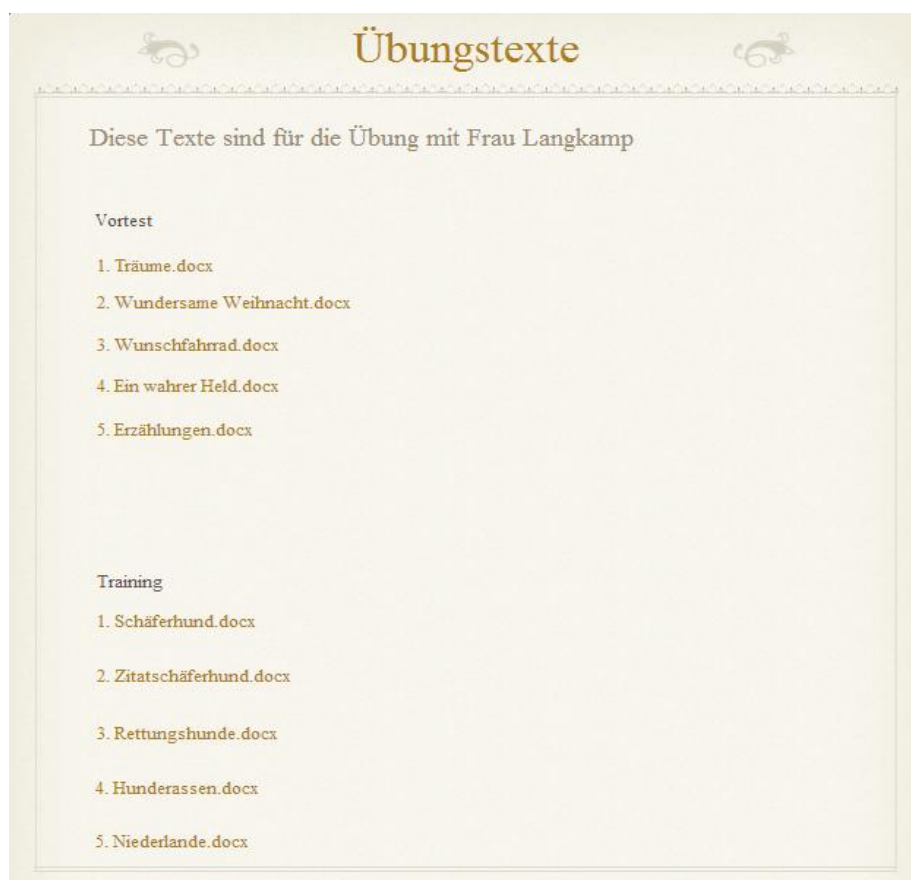 Übungstexte
Diese Texte sind für die Übung mit Frau Langkamp
Vortest
1. Träume.docx
2. Wundersame Weihnacht.docx
3. Wunschfahrrad.docx
4. Ein wahrer Held.docx
5. Erzählungen.docx
Training
1. Schäferhund.docx
2. Zitatschäferhund.docx
3. Rettungshunde.docx
4. Hunderassen.docx
5. Niederlande.docx